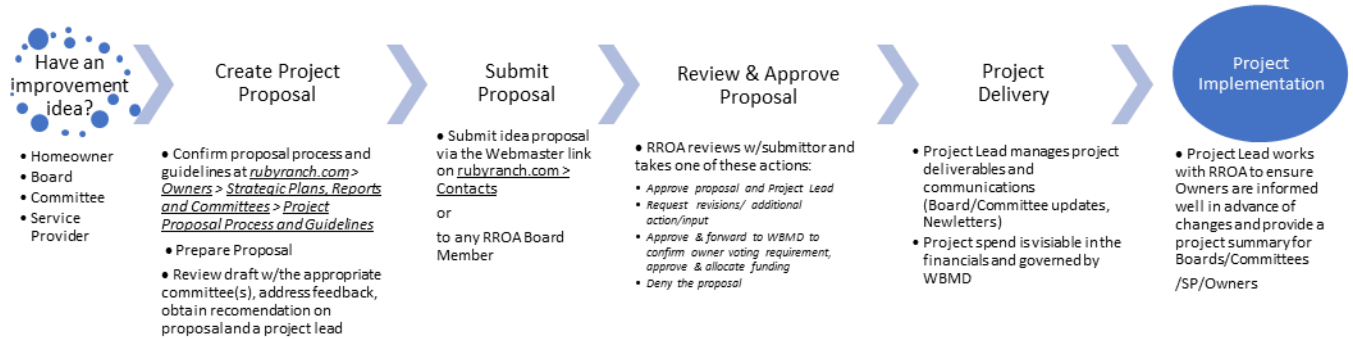 Have an
improvement
idea?
• Homeowner
• Board
• Committee
• Service
Provider
Create Project
Proposal
• Confirm proposal process and
guidelines at rubyranch.com >
Owners > Strategic Plans, Reports
and Committees > Project
Proposal Process and Guidelines
• Prepare Proposal
• Review draft w/the appropriate
committee(s), address feedback,
obtain recomendation on
proposal and a project lead
Submit
Proposal
• Submit idea proposal
via the Webmaster link
on rubyranch.com >
Contacts
or
to any RROA Board
Member
Review & Approve
Proposal
• RROA reviews w/submittor and
takes one of these actions:
• Approve proposal and Project Lead
• Request revisions/ additional
action/input
• Approve & forward to WBMD to
confirm owner voting requirement,
approve & allocate funding
• Deny the proposal
Project
Delivery
• Project Lead manages project
deliverables and
communications
(Board/Committee updates,
Newletters)
• Project spend is visiable in the
financials and governed by
WBMD
Project
Implementation
• Project Lead works
with RROA to ensure
Owners are informed
well in advance of
changes and provide a
project summary for
Boards/Committees
/SP/Owners